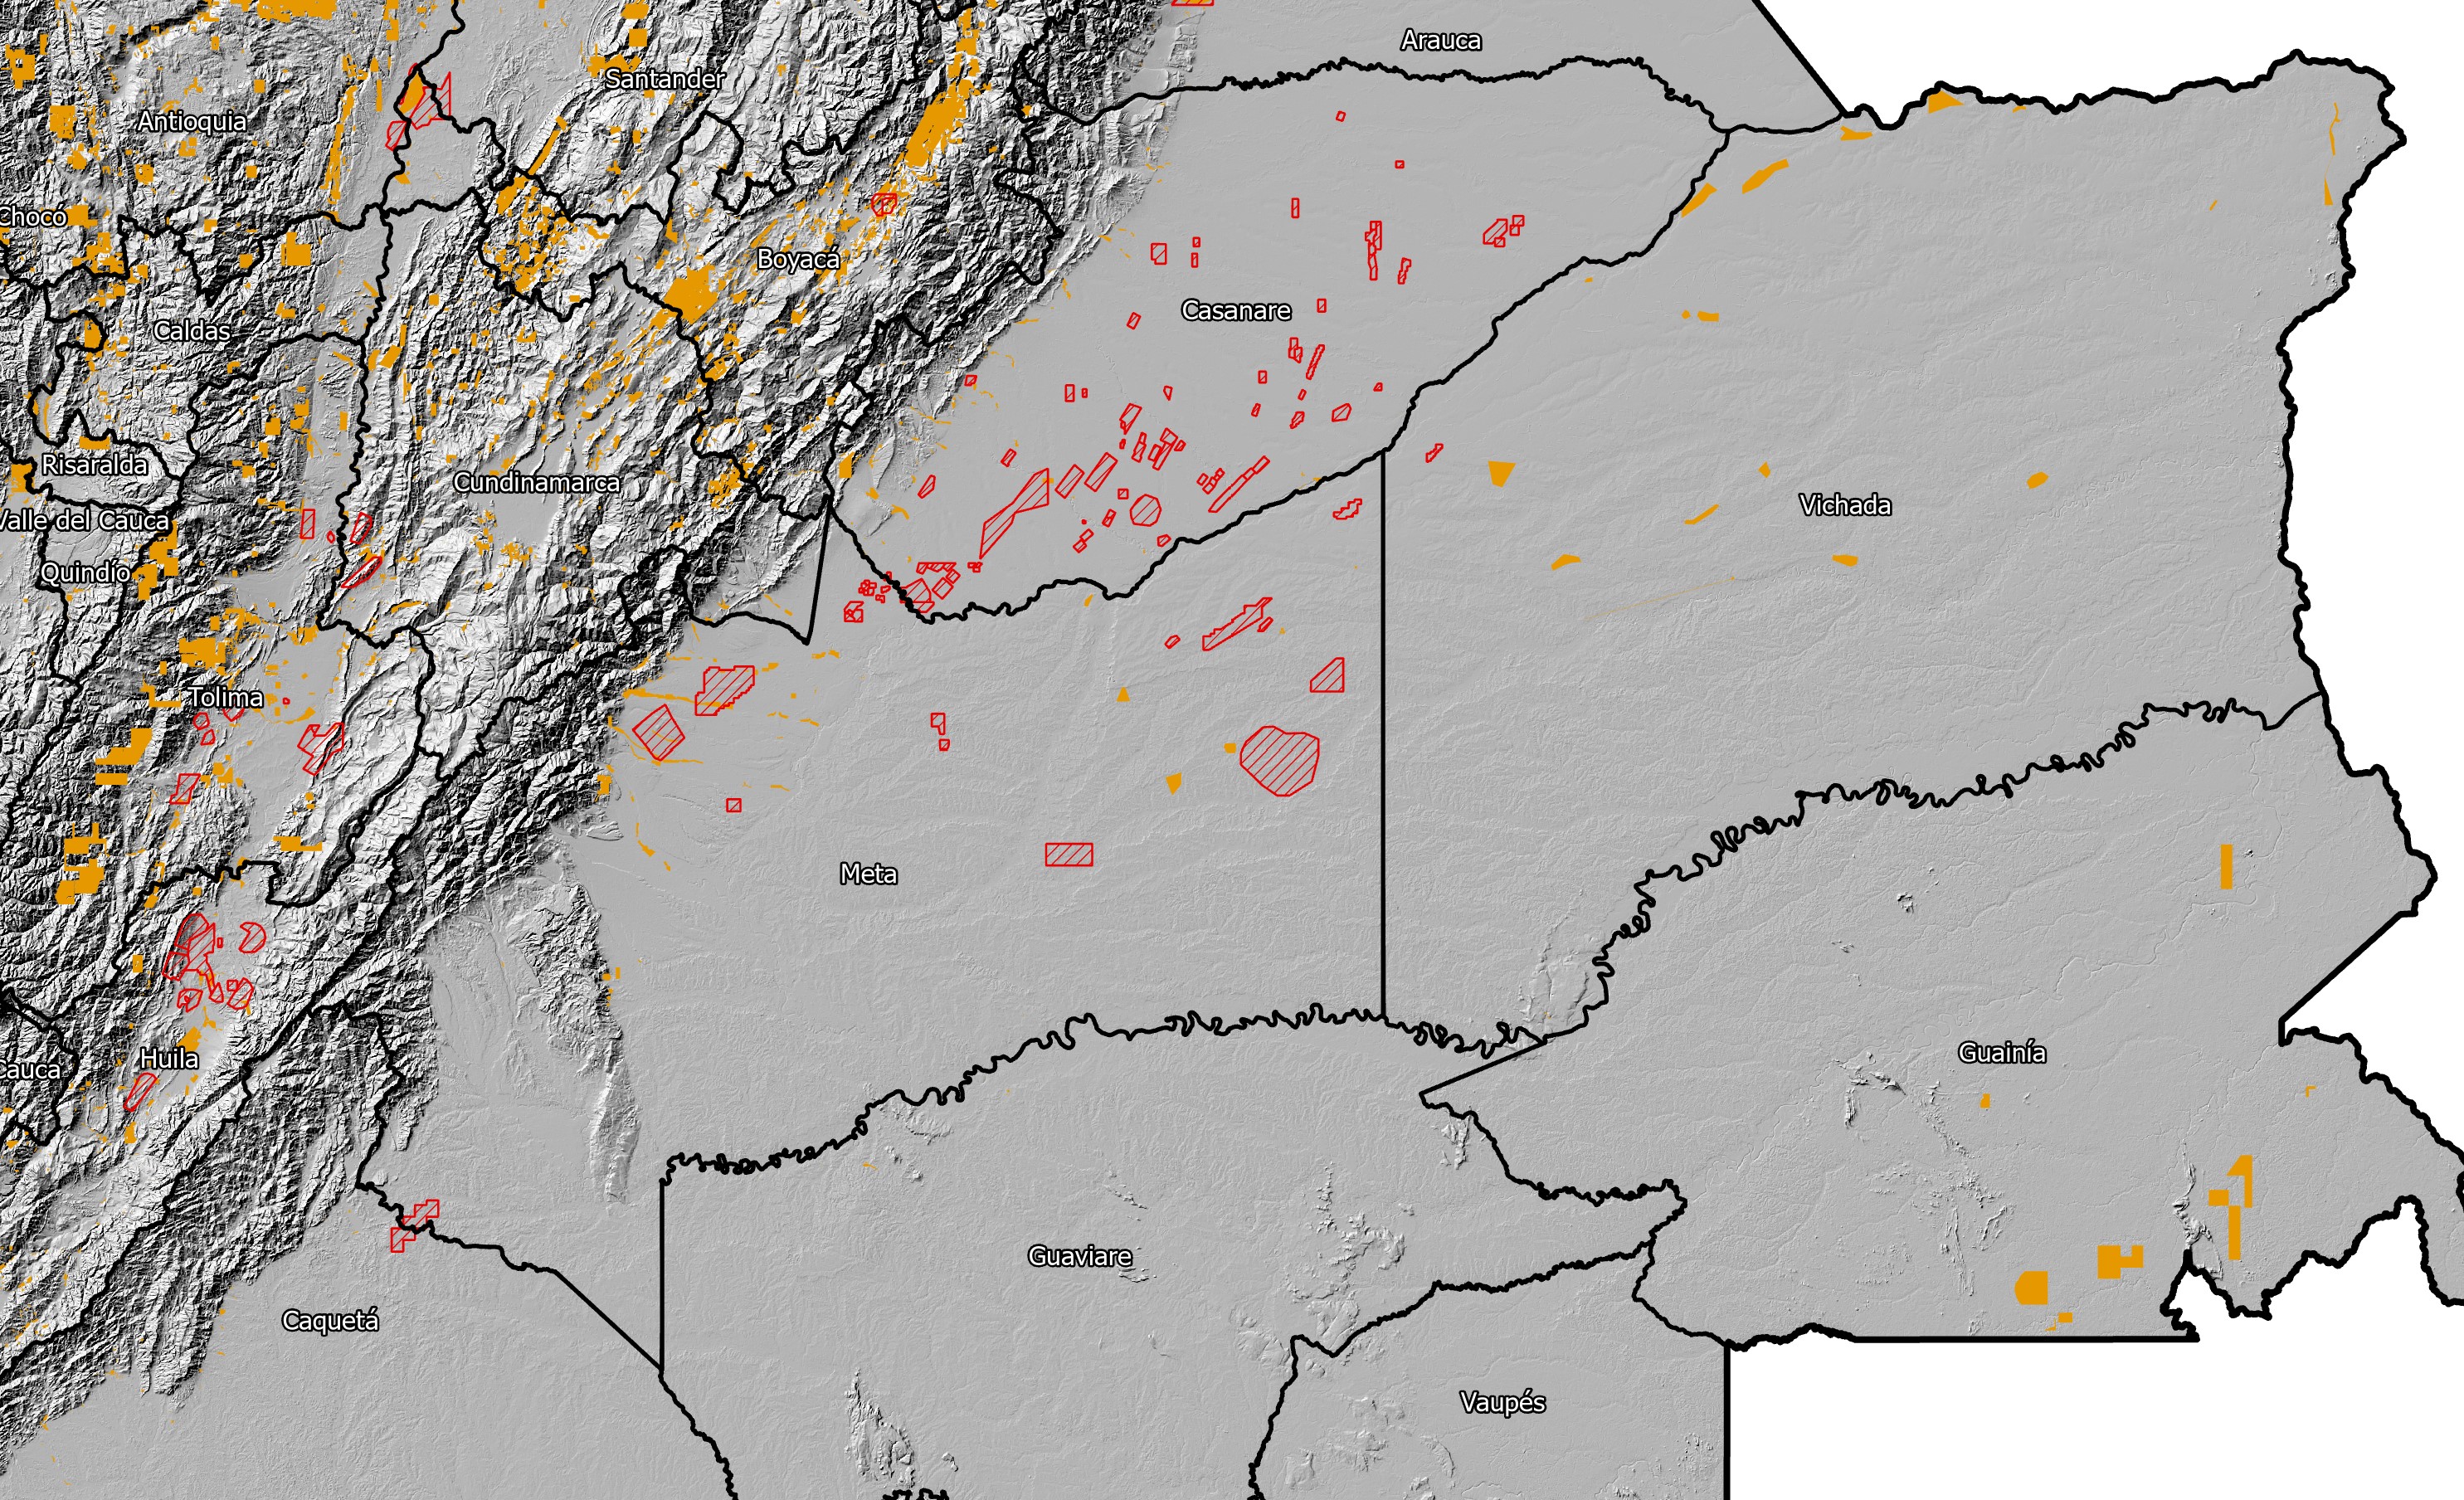 Arauca
Santander
Antioquia
Chocó
Boyacá
Casanare
Caldas
Risaralda
Cundinamarca
Vichada
Valle del Cauca
Quindío
Tolima
Meta
Guainía
Huila
Cauca
Guaviare
Caquetá
Vaupés